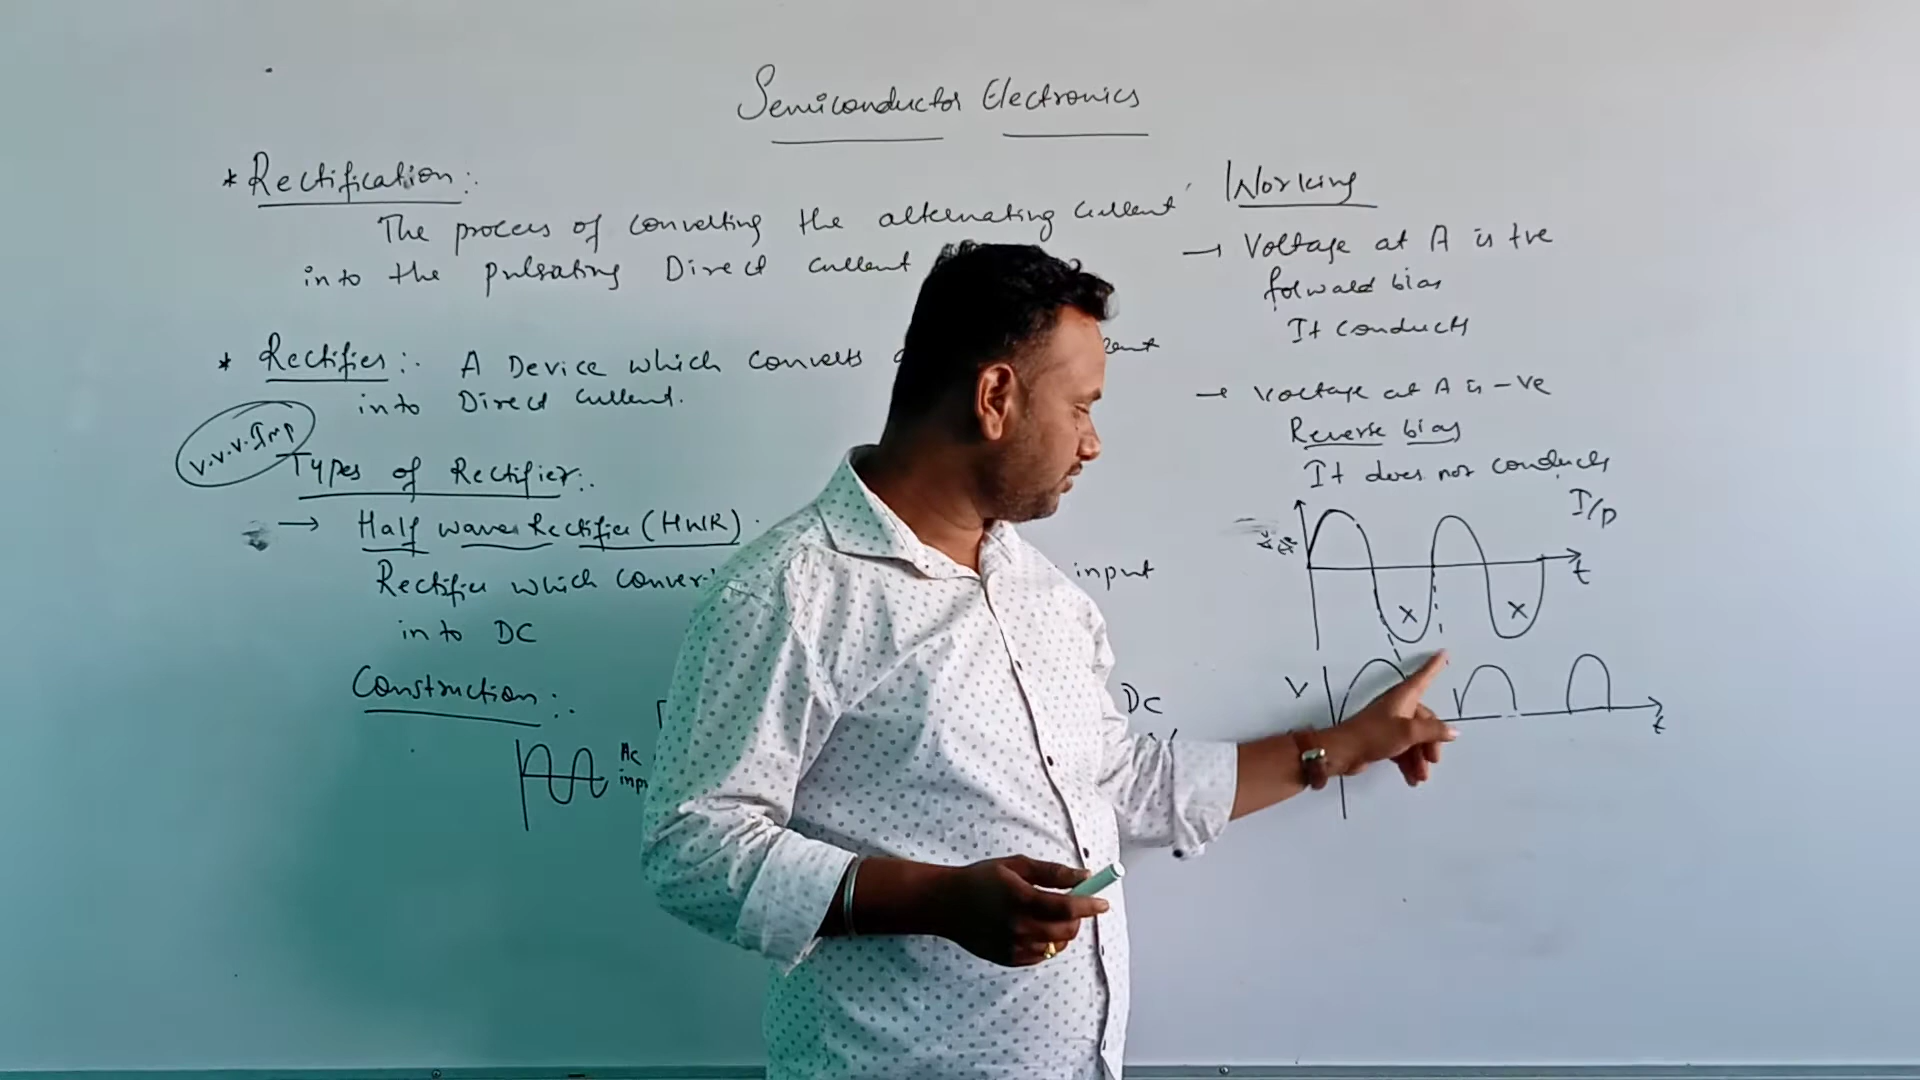 Semiconductor Electronics
* Rectification:
The process of converting the alternating current
into the pulsating Direct current
* Rectifier:- A Device which converts
into Direct current.
v.v.v.Imp
Types of Rectifier:.
→ Half wave Rectifier (HWR).
Rectifier which conver input
in to DC
Construction:.
Ac
inp
DC
Working
→ Voltage at A is +ve
forward bias
It conducts
→ Voltage at A is -ve
Reverse bias
It does not conducts
I/p
t
x x
V
t